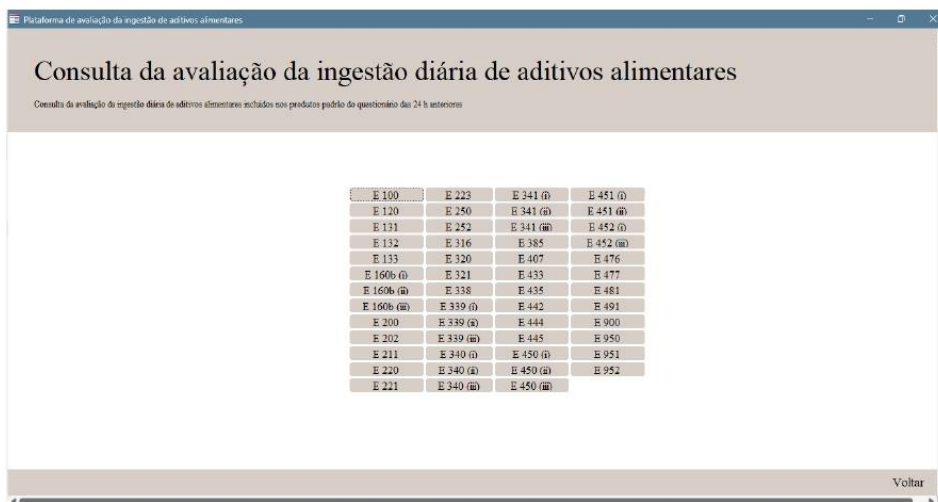 Plataforma de avaliação da ingestão de aditivos alimentares
Consulta da avaliação da ingestão diária de aditivos alimentares
Consulta da avaliação da ingestão diária de aditivos alimentares incluídos nos produtos padrão do questionário das 24 h anteriores
E 100 E 223 E 341 (i) E 451 (i)
E 120 E 250 E 341 (ii) E 451 (ii)
E 131 E 252 E 341 (iii) E 452 (i)
E 132 E 316 E 385 E 452 (iii)
E 133 E 320 E 407 E 476
E 160b (i) E 321 E 433 E 477
E 160b (ii) E 338 E 435 E 481
E 160b (iii) E 339 (i) E 442 E 491
E 200 E 339 (ii) E 444 E 900
E 202 E 339 (iii) E 445 E 950
E 211 E 340 (i) E 450 (i) E 951
E 220 E 340 (ii) E 450 (ii) E 952
E 221 E 340 (iii) E 450 (iii)
Voltar